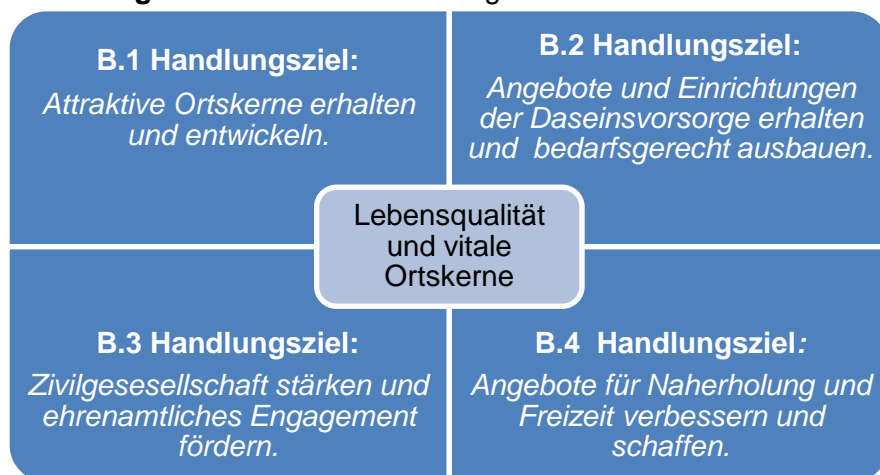 B.1 Handlungsziel:
Attraktive Ortskerne erhalten
und entwickeln.
B.2 Handlungsziel:
Angebote und Einrichtungen
der Daseinsvorsorge erhalten
und bedarfsgerecht ausbauen.
Lebensqualität
und vitale
Ortskerne
B.3 Handlungsziel:
Zivilgesesellschaft stärken und
ehrenamtliches Engagement
fördern.
B.4 Handlungsziel:
Angebote für Naherholung und
Freizeit verbessern und
schaffen.